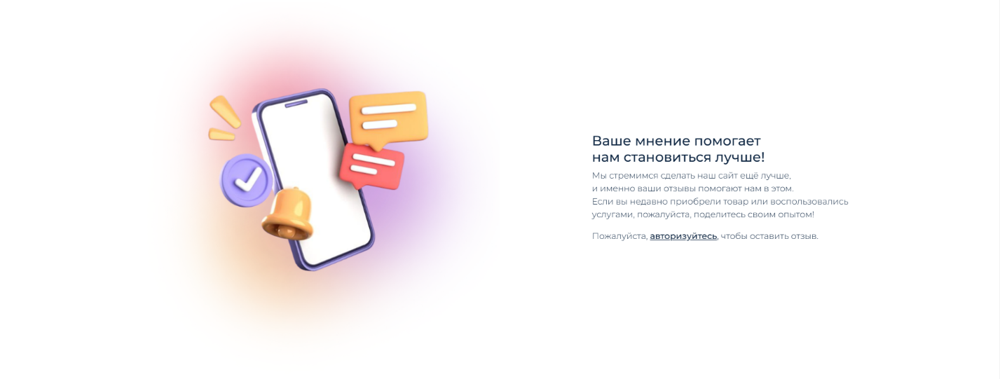 Ваше мнение помогает
нам становиться лучше!
Мы стремимся сделать наш сайт ещё лучше,
и именно ваши отзывы помогают нам в этом.
Если вы недавно приобрели товар или воспользовались
услугами, пожалуйста, поделитесь своим опытом!
Пожалуйста, авторизуйтесь, чтобы оставить отзыв.